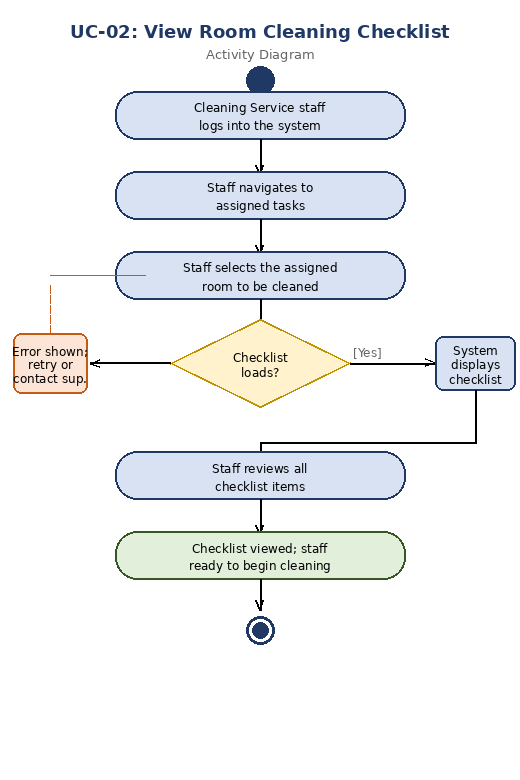 UC-02: View Room Cleaning Checklist
Activity Diagram
Cleaning Service staff
logs into the system
Staff navigates to
assigned tasks
Staff selects the assigned
room to be cleaned
Error shown;
retry or
contact sup.
Checklist
loads?
[Yes]
System
displays
checklist
Staff reviews all
checklist items
Checklist viewed; staff
ready to begin cleaning